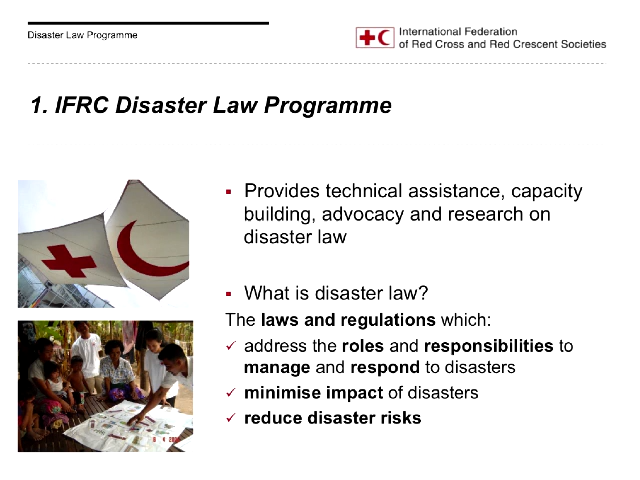 Disaster Law Programme
International Federation
of Red Cross and Red Crescent Societies
1. IFRC Disaster Law Programme
▪ Provides technical assistance, capacity
building, advocacy and research on
disaster law
▪ What is disaster law?
The laws and regulations which:
✓ address the roles and responsibilities to
manage and respond to disasters
✓ minimise impact of disasters
✓ reduce disaster risks